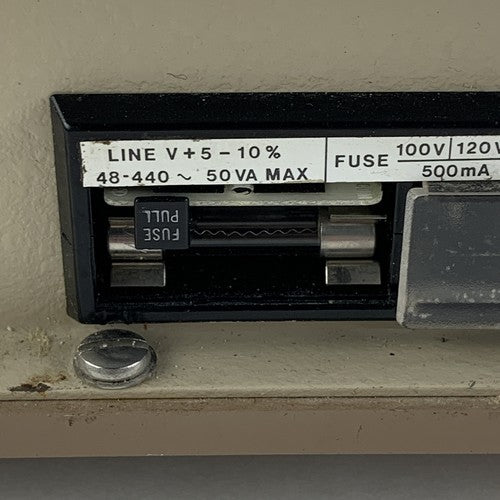 LINE V + 5 - 10 %
48-440 ~ 50VA MAX
FUSE 100V 120V
500mA
FUSE
PULL